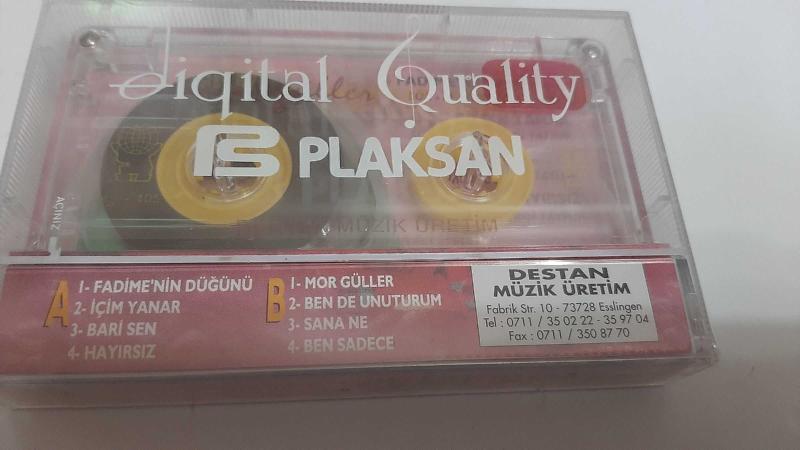 Digital Quality
PLAKSAN
AÇINIZ
MÜZİK ÜRETİM
A
1- FADİME'NİN DÜĞÜNÜ
2- İÇİM YANAR
3- BARİ SEN
4- HAYIRSIZ
B
1- MOR GÜLLER
2- BEN DE UNUTURUM
3- SANA NE
4- BEN SADECE
DESTAN
MÜZİK ÜRETİM
Fabrik Str. 10 - 73728 Esslingen
Tel : 0711 / 35 02 22 - 35 97 04
Fax : 0711 / 350 87 70